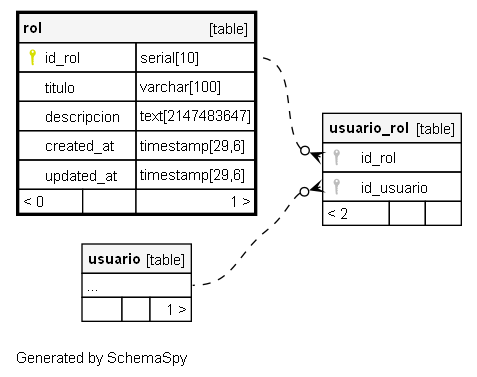 rol [table]
id_rol serial[10]
titulo varchar[100]
descripcion text[2147483647]
created_at timestamp[29,6]
updated_at timestamp[29,6]
< 0 1 >
usuario_rol [table]
id_rol
id_usuario
< 2
usuario [table]
...
1 >
Generated by SchemaSpy